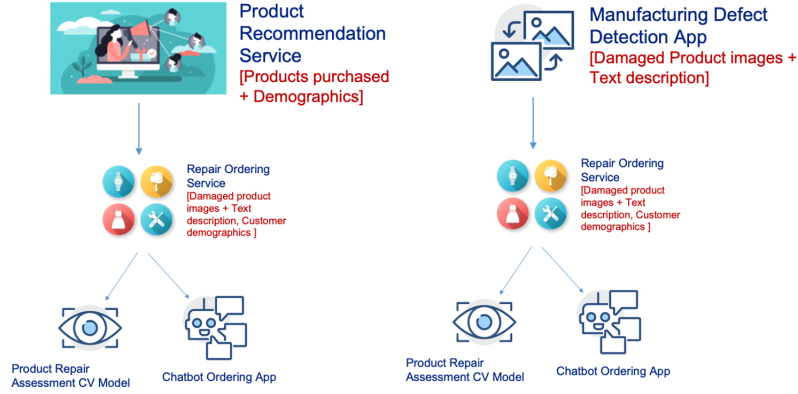 Product
Recommendation
Service
[Products purchased
+ Demographics]
Manufacturing Defect
Detection App
[Damaged Product images +
Text description]
Repair Ordering
Service
[Damaged product
images + Text
description, Customer
demographics ]
Repair Ordering
Service
[Damaged product
images + Text
description, Customer
demographics ]
Product Repair
Assessment CV Model
Chatbot Ordering App
Product Repair
Assessment CV Model
Chatbot Ordering App